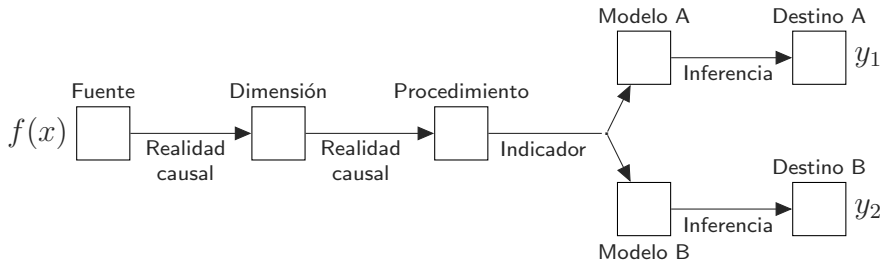 Modelo A
Destino A
y₁
Inferencia
Fuente
Dimensión
Procedimiento
f(x)
Realidad
causal
Realidad
causal
Indicador
Destino B
y₂
Inferencia
Modelo B